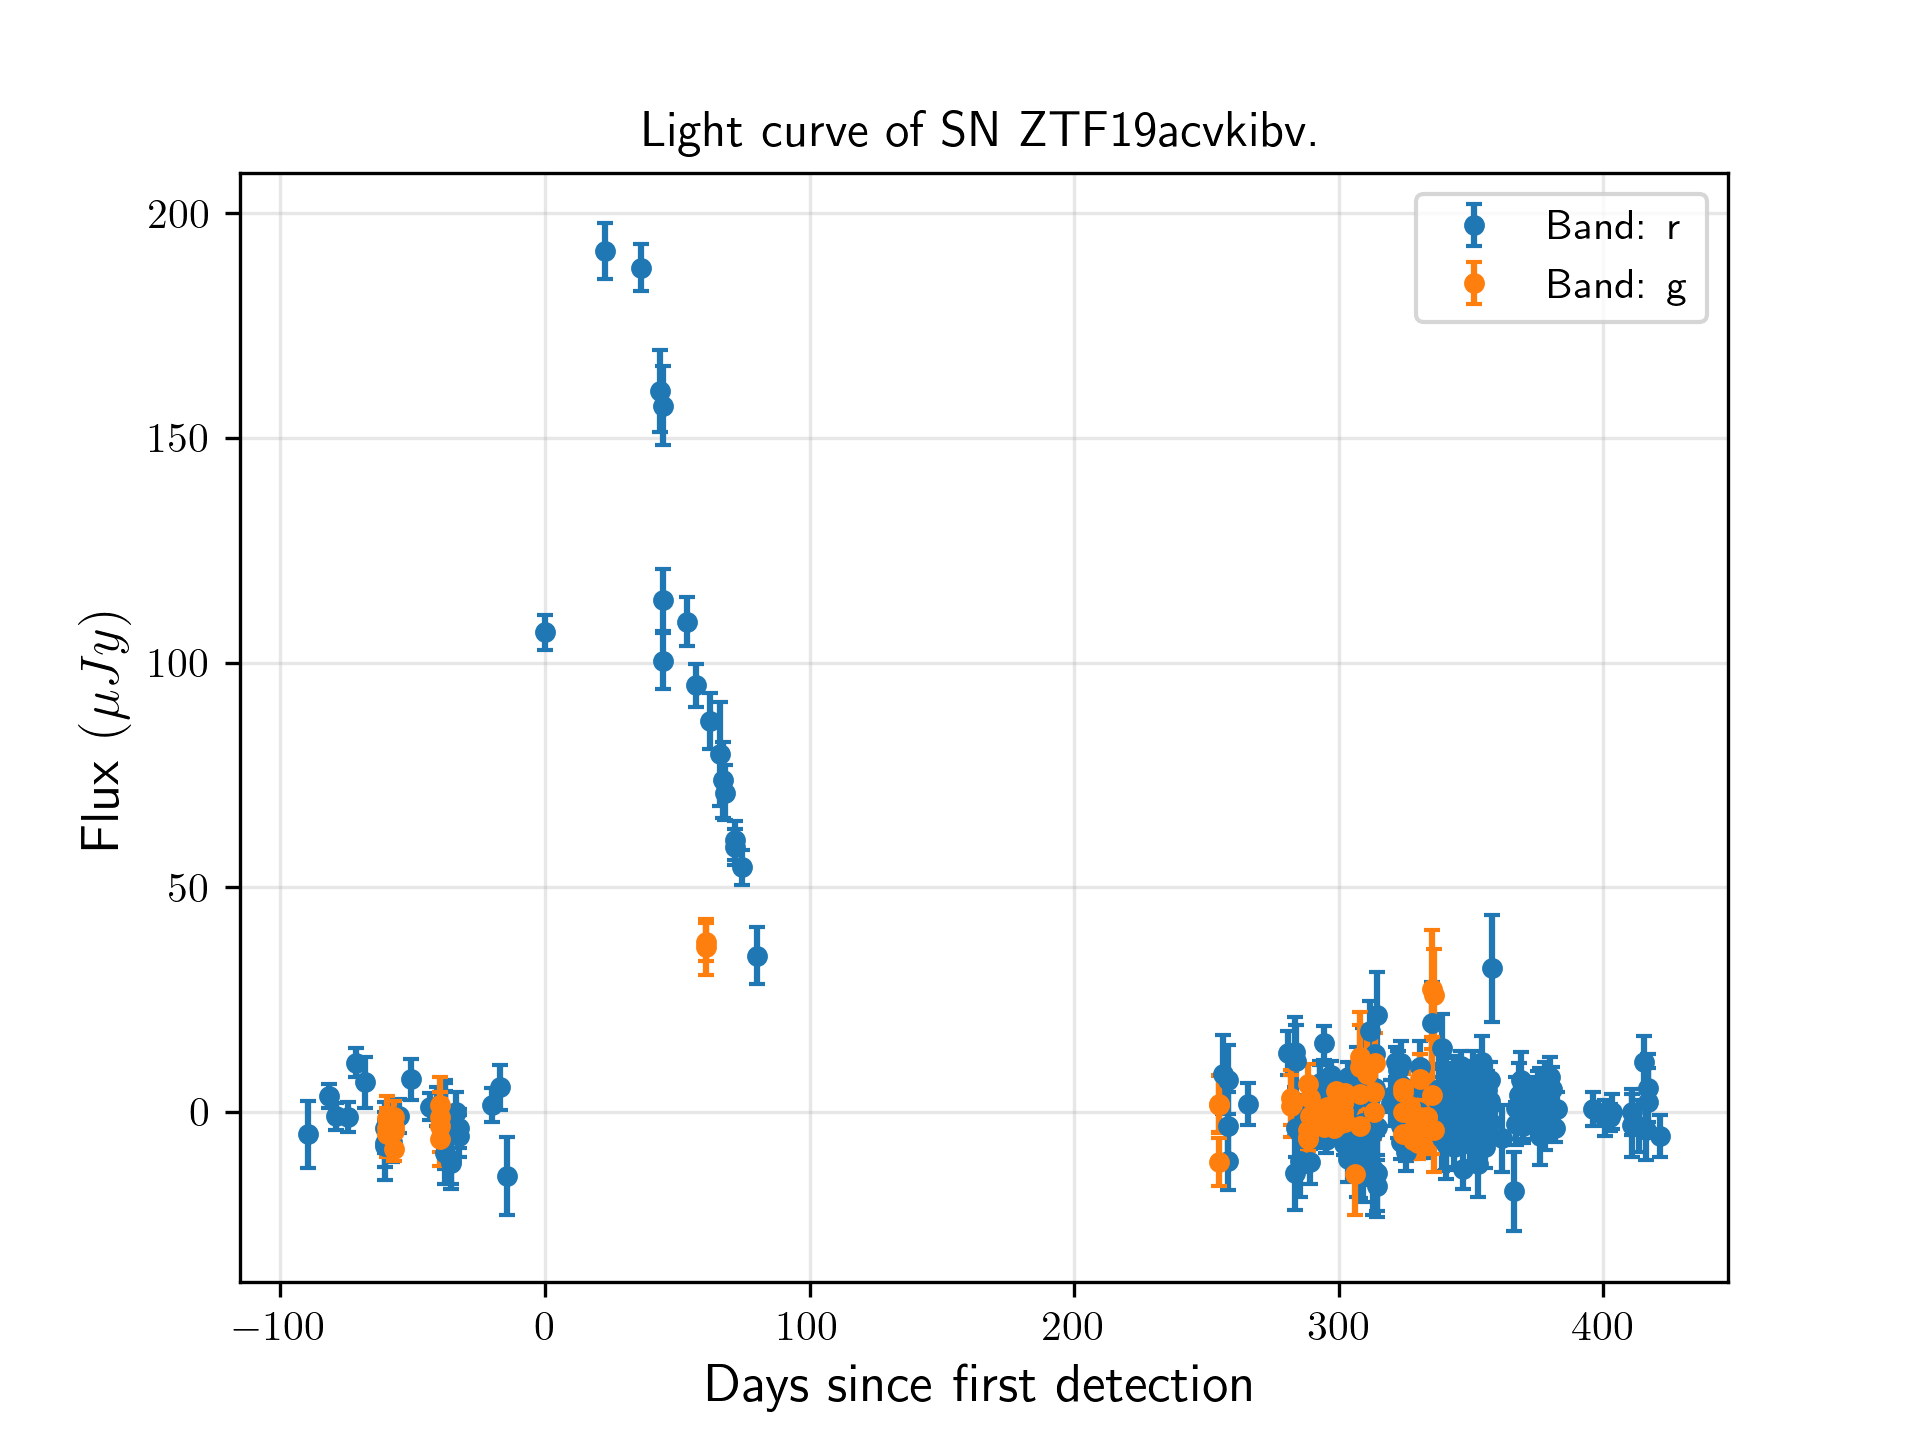 Light curve of SN ZTF19acvkibv.
200
150
100
50
0
Flux (μJy)
Band: r
Band: g
−100
0
100
200
300
400
Days since first detection